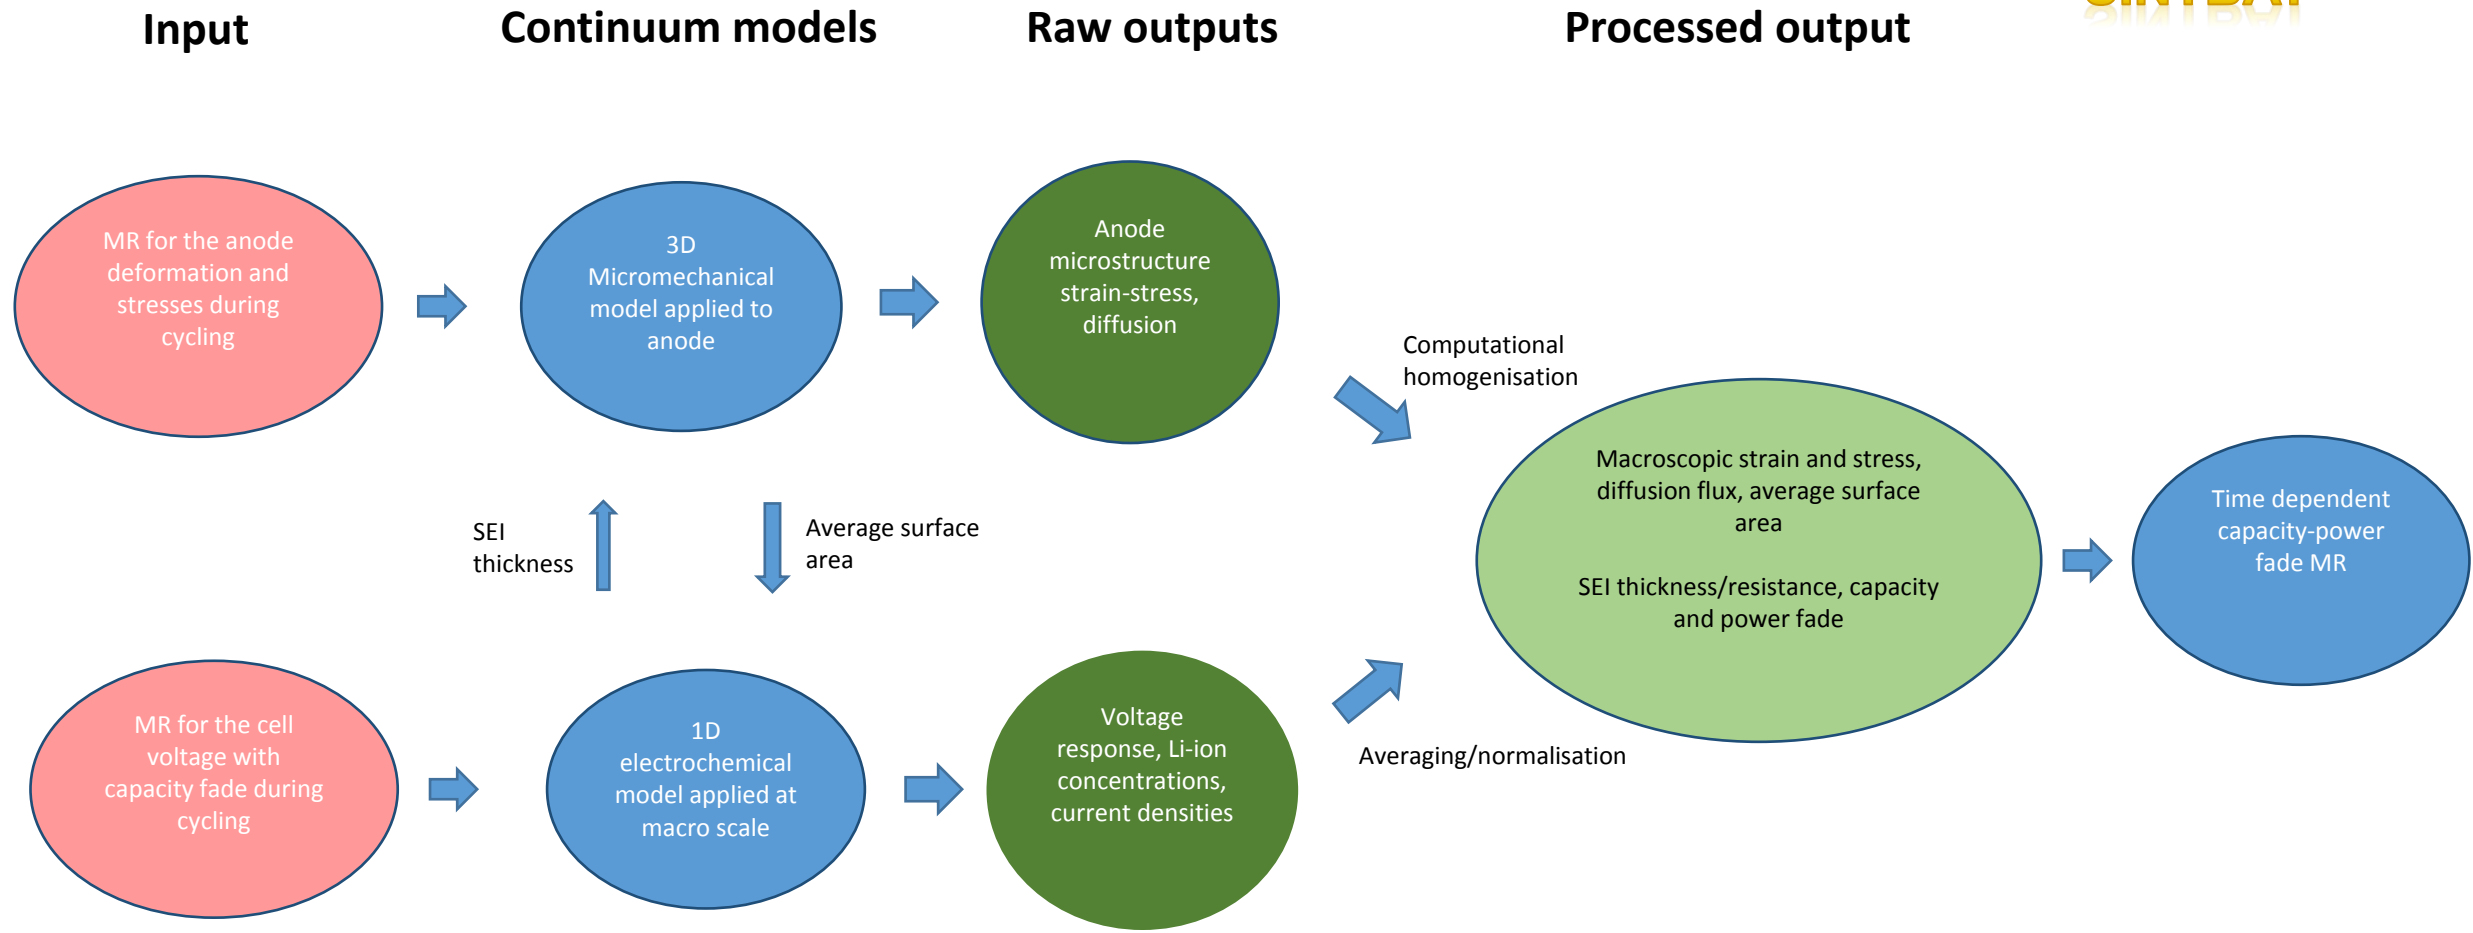 Input
Continuum models
Raw outputs
Processed output
MR for the anode
deformation and
stresses during
cycling
3D
Micromechanical
model applied to
anode
Anode
microstructure
strain-stress,
diffusion
Computational
homogenisation
Macroscopic strain and stress,
diffusion flux, average surface
area
SEI thickness/resistance, capacity
and power fade
Time dependent
capacity-power
fade MR
SEI
thickness
Average surface
area
MR for the cell
voltage with
capacity fade during
cycling
1D
electrochemical
model applied at
macro scale
Voltage
response, Li-ion
concentrations,
current densities
Averaging/normalisation